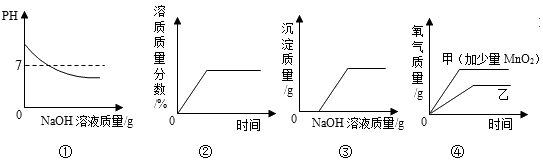 PH
7
0
NaOH 溶液质量/g
①
溶质质量分数/%
0
时间
②
沉淀质量/g
0
NaOH 溶液质量/g
③
氧气质量/g
甲（加少量 MnO₂）
乙
0
时间
④